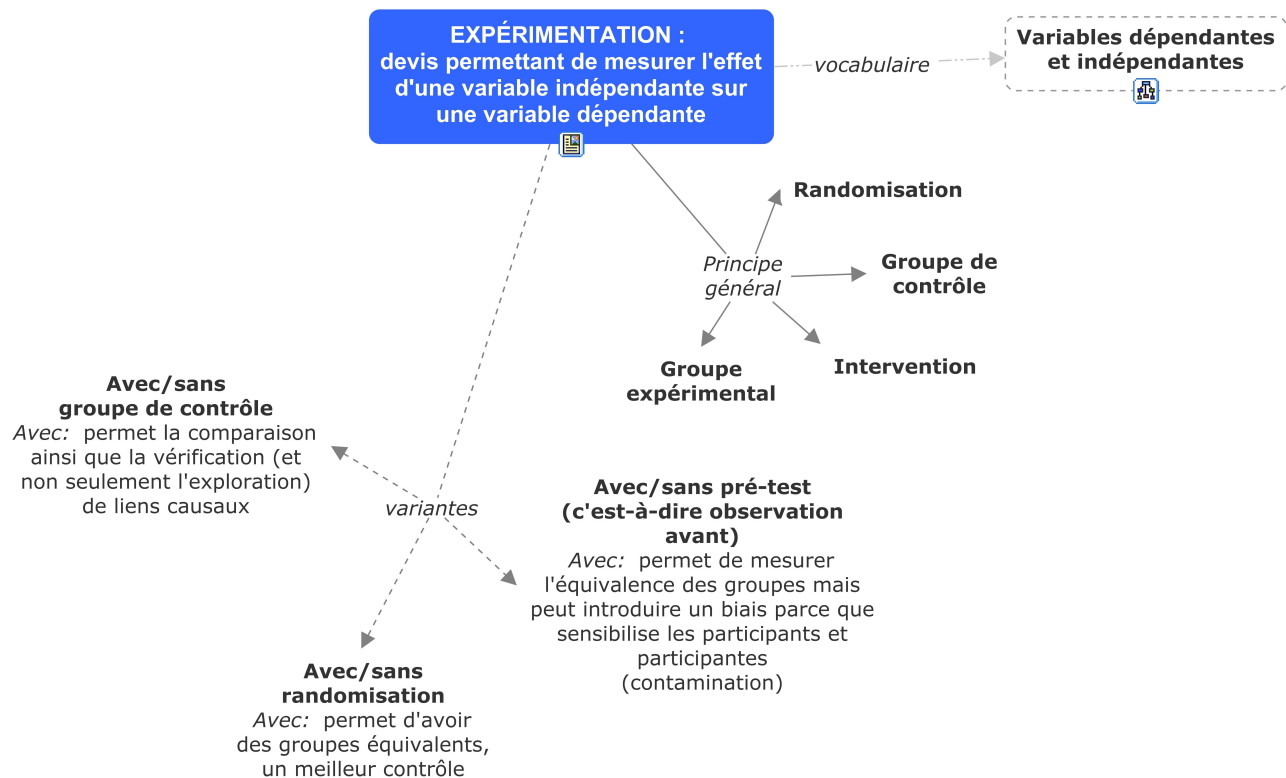 EXPÉRIMENTATION :
devis permettant de mesurer l'effet
d'une variable indépendante sur
une variable dépendante
vocabulaire
Variables dépendantes
et indépendantes
Randomisation
Principe
général
Groupe de
contrôle
Intervention
Groupe
expérimental
Avec/sans
groupe de contrôle
Avec: permet la comparaison
ainsi que la vérification (et
non seulement l'exploration)
de liens causaux
variantes
Avec/sans pré-test
(c'est-à-dire observation
avant)
Avec: permet de mesurer
l'équivalence des groupes mais
peut introduire un biais parce que
sensibilise les participants et
participantes
(contamination)
Avec/sans
randomisation
Avec: permet d'avoir
des groupes équivalents,
un meilleur contrôle